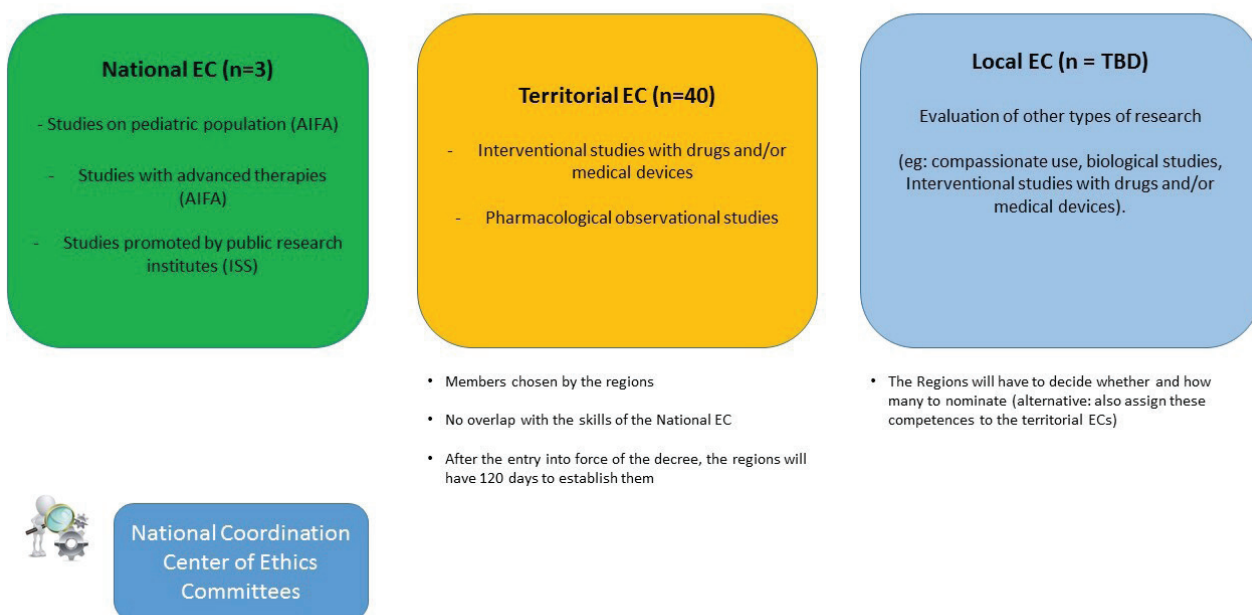 National EC (n=3)
- Studies on pediatric population (AIFA)
- Studies with advanced therapies
(AIFA)
- Studies promoted by public research
institutes (ISS)
Territorial EC (n=40)
- Interventional studies with drugs and/or
medical devices
- Pharmacological observational studies
Local EC (n = TBD)
Evaluation of other types of research
(eg: compassionate use, biological studies,
Interventional studies with drugs and/or
medical devices).
• Members chosen by the regions
• No overlap with the skills of the National EC
• After the entry into force of the decree, the regions will
have 120 days to establish them
• The Regions will have to decide whether and how
many to nominate (alternative: also assign these
competences to the territorial ECs)
National Coordination
Center of Ethics
Committees